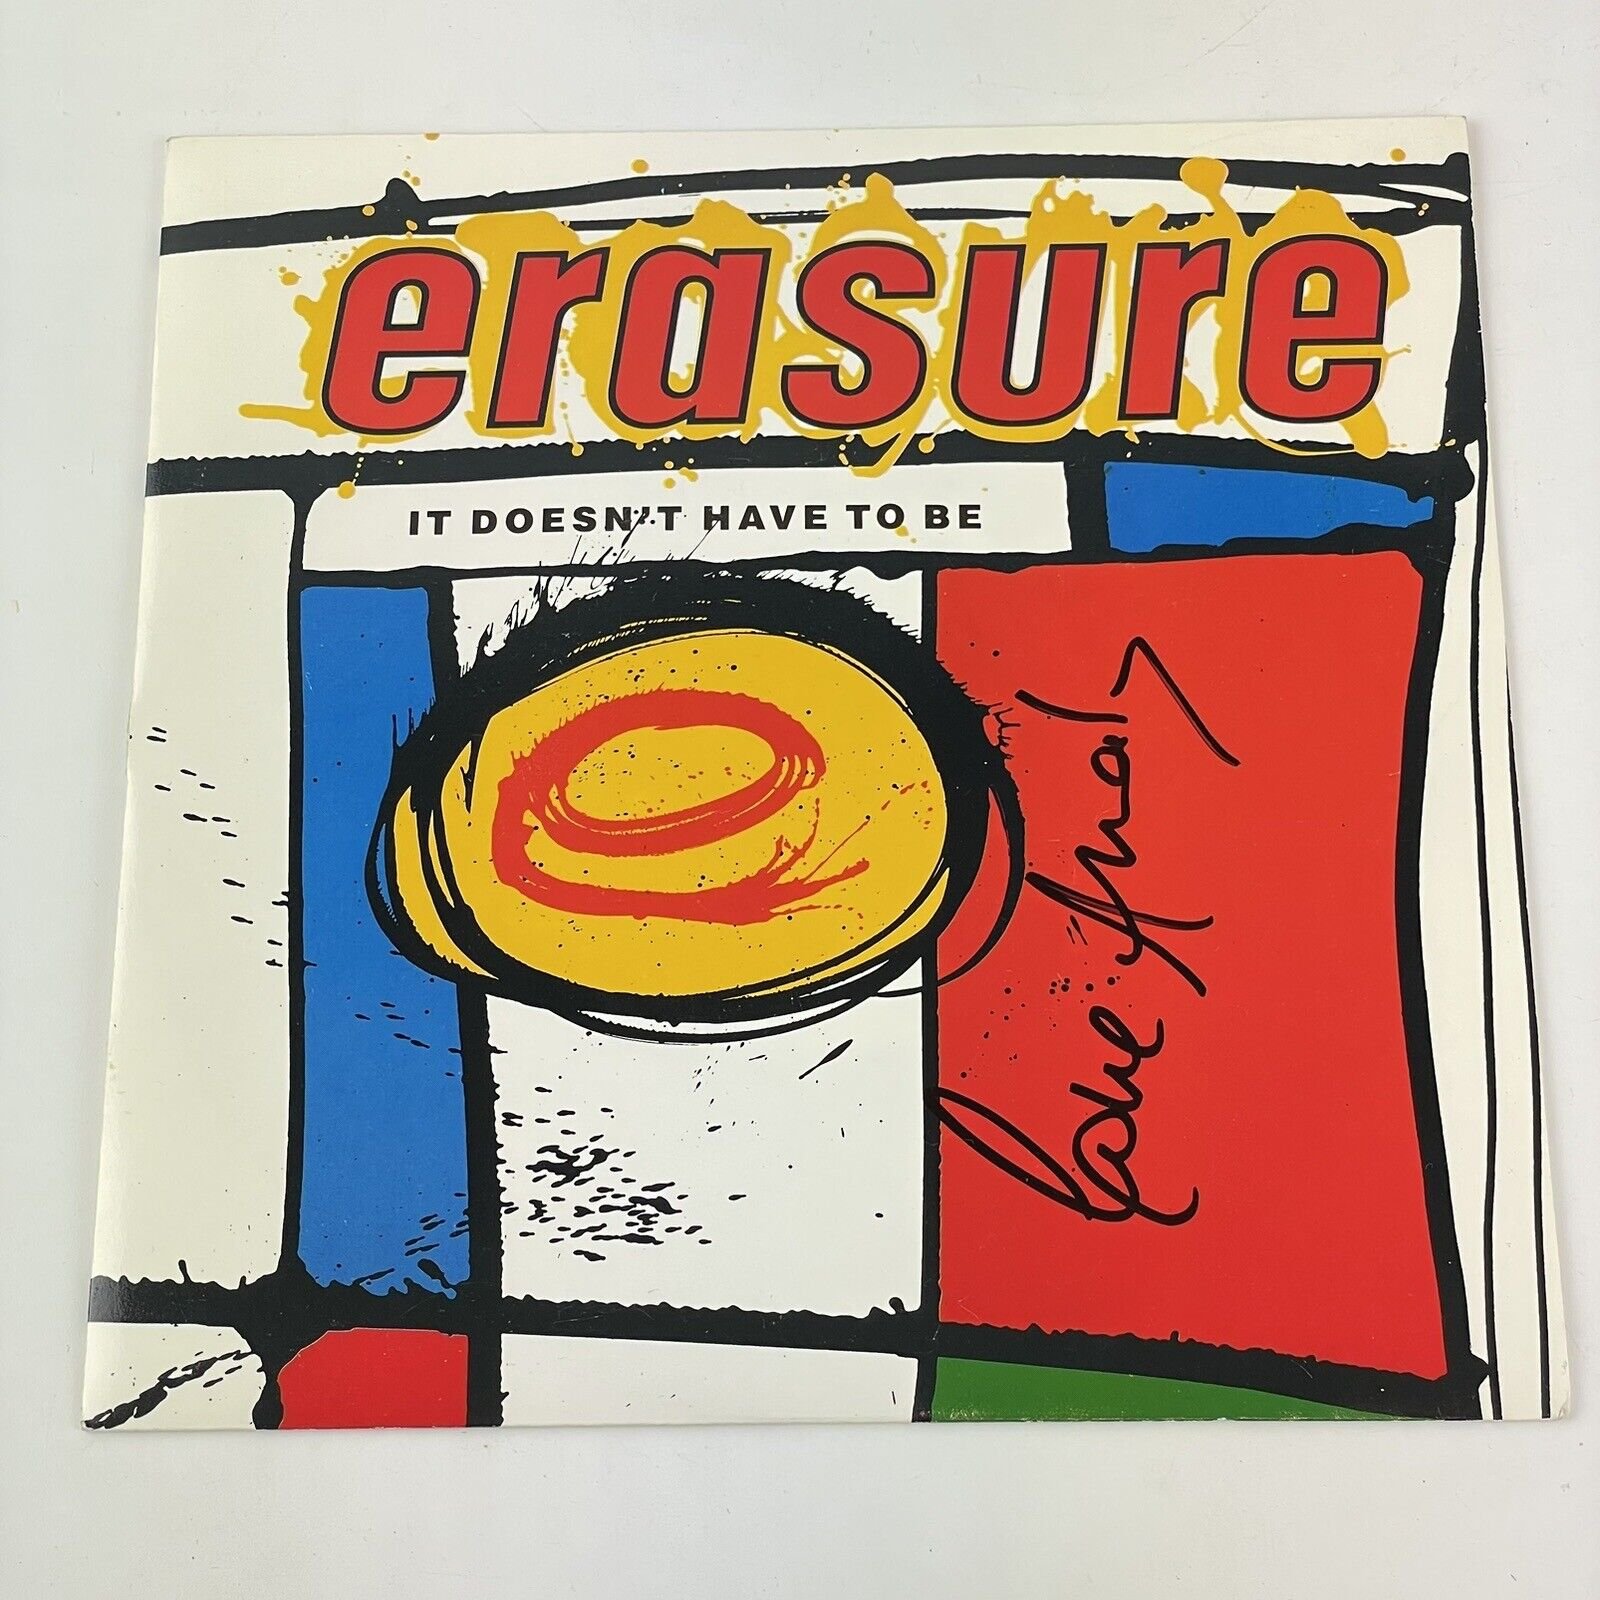 erasure
IT DOESN'T HAVE TO BE
Love Andy